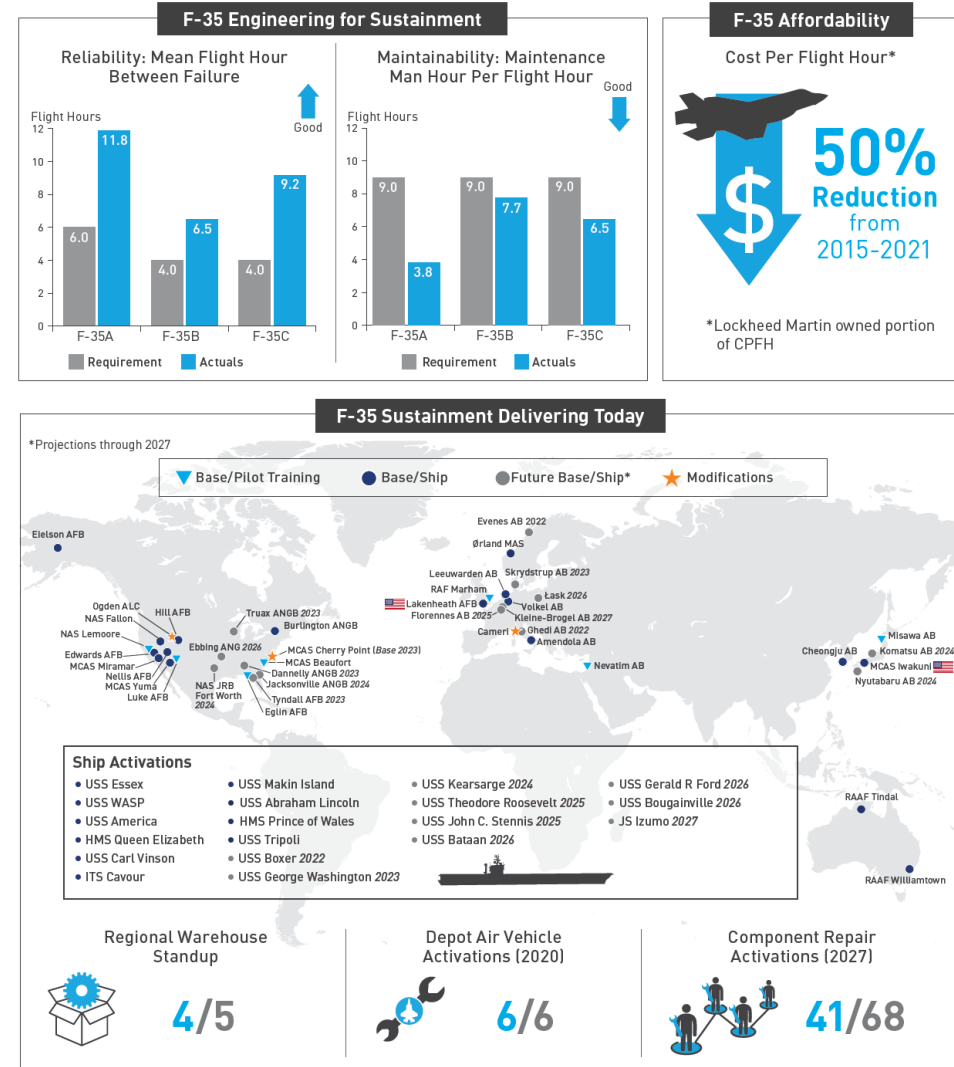 F-35 Engineering for Sustainment
Reliability: Mean Flight Hour
Between Failure
Good
Flight Hours
12
10
8
6
4
2
0
6.0
11.8
4.0
6.5
4.0
9.2
F-35A
F-35B
F-35C
Requirement
Actuals
Maintainability: Maintenance
Man Hour Per Flight Hour
Good
Flight Hours
12
10
8
6
4
2
0
9.0
3.8
9.0
7.7
9.0
6.5
F-35A
F-35B
F-35C
Requirement
Actuals
F-35 Affordability
Cost Per Flight Hour*
$
50%
Reduction
from
2015-2021
*Lockheed Martin owned portion
of CPFH
F-35 Sustainment Delivering Today
*Projections through 2027
Base/Pilot Training
Base/Ship
Future Base/Ship*
Modifications
Eielson AFB
Ogden ALC
Hill AFB
NAS Fallon
NAS Lemoore
Edwards AFB
MCAS Miramar
Nellis AFB
MCAS Yuma
Luke AFB
Truax ANGB 2023
Burlington ANGB
Ebbing ANG 2026
MCAS Cherry Point (Base 2023)
MCAS Beaufort
Dannelly ANGB 2023
Jacksonville ANGB 2024
NAS JRB
Fort Worth
2024
Tyndall AFB 2023
Eglin AFB
Evenes AB 2022
Ørland MAS
Leeuwarden AB
Skrydstrup AB 2023
RAF Marham
Łask 2026
Lakenheath AFB
Volkel AB
Florennes AB 2025
Kleine-Brogel AB 2027
Cameri
Ghedi AB 2022
Amendola AB
Nevatim AB
Misawa AB
Cheongju AB
Komatsu AB 2024
MCAS Iwakuni
Nyutabaru AB 2024
RAAF Tindal
RAAF Williamtown
Ship Activations
USS Essex
USS WASP
USS America
HMS Queen Elizabeth
USS Carl Vinson
ITS Cavour
USS Makin Island
USS Abraham Lincoln
HMS Prince of Wales
USS Tripoli
USS Boxer 2022
USS George Washington 2023
USS Kearsarge 2024
USS Theodore Roosevelt 2025
USS John C. Stennis 2025
USS Bataan 2026
USS Gerald R Ford 2026
USS Bougainville 2026
JS Izumo 2027
Regional Warehouse
Standup
4/5
Depot Air Vehicle
Activations (2020)
6/6
Component Repair
Activations (2027)
41/68